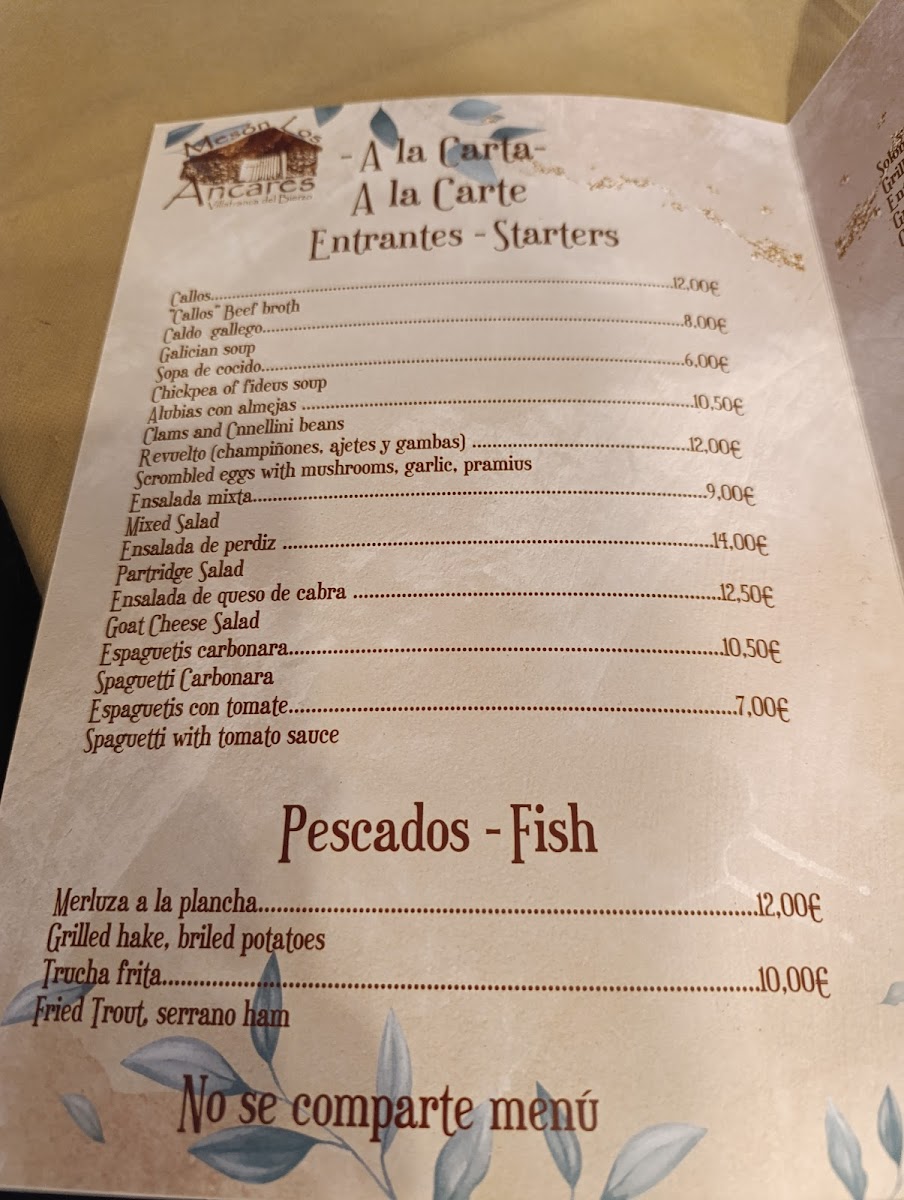 Mesón Los
Ancares
Villafranca del Bierzo
- A la Carta-
A la Carte
Entrantes - Starters
Callos...12,00€
"Callos" Beef broth
Caldo gallego...8,00€
Galician soup
Sopa de cocido...6,00€
Chickpea of fideus soup
Alubias con almejas ...10,50€
Clams and Cnnellini beans
Revuelto (champiñones, ajetes y gambas) ...12,00€
Scrombled eggs with mushrooms, garlic, pramius
Ensalada mixta...9,00€
Mixed Salad
Ensalada de perdiz ...14,00€
Partridge Salad
Ensalada de queso de cabra ...12,50€
Goat Cheese Salad
Espaguetis carbonara...10,50€
Spaguetti Carbonara
Espaguetis con tomate...7,00€
Spaguetti with tomato sauce
Pescados - Fish
Merluza a la plancha...12,00€
Grilled hake, briled potatoes
Trucha frita...10,00€
Fried Trout, serrano ham
No se comparte menú